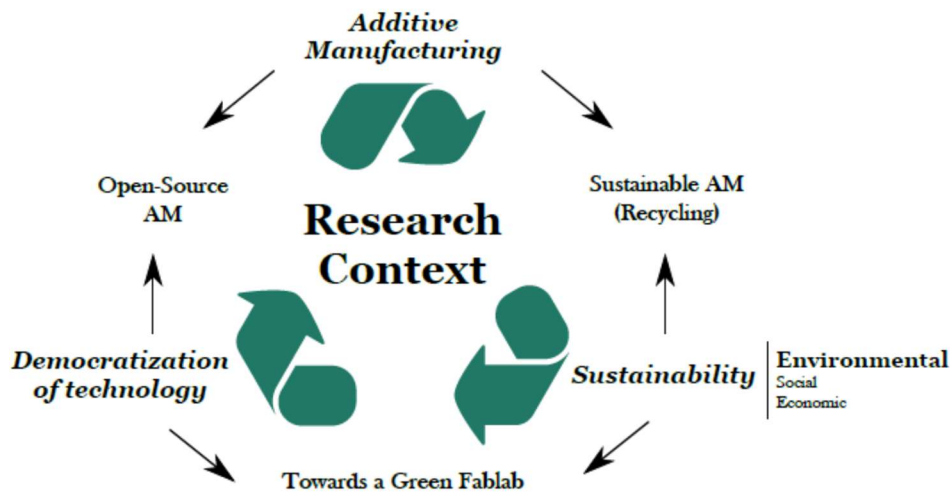 Additive
Manufacturing
Open-Source
AM
Sustainable AM
(Recycling)
Research
Context
Democratization
of technology
Sustainability
Environmental
Social
Economic
Towards a Green Fablab